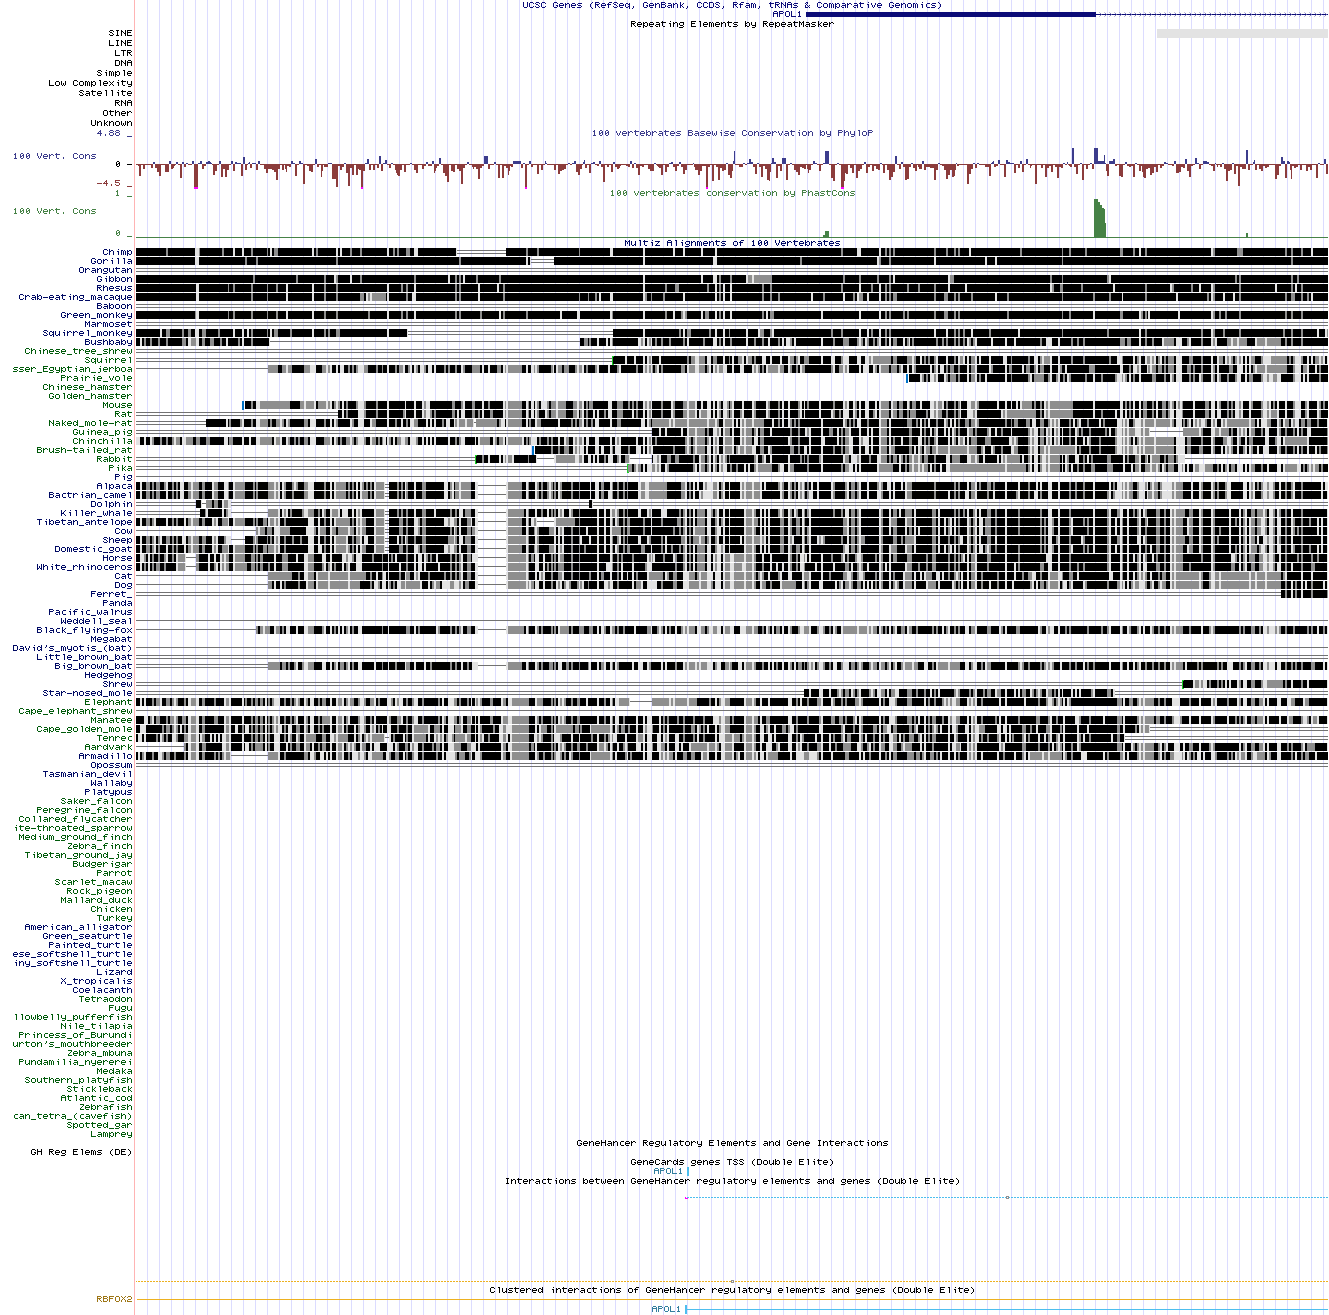 UCSC Genes (RefSeq, GenBank, CCDS, Rfam, tRNAs & Comparative Genomics)
APOL1
Repeating Elements by RepeatMasker
SINE
LINE
LTR
DNA
Simple
Low Complexity
Satellite
RNA
Other
Unknown
4.88 _
100 vertebrates Basewise Conservation by PhyloP
100 Vert. Cons
0 _
-4.5 _
100 vertebrates conservation by PhastCons
1 _
100 Vert. Cons
0 _
Multiz Alignments of 100 Vertebrates
Chimp
Gorilla
Orangutan
Gibbon
Rhesus
Crab-eating_macaque
Baboon
Green_monkey
Marmoset
Squirrel_monkey
Bushbaby
Chinese_tree_shrew
Squirrel
sser_Egyptian_jerboa
Prairie_vole
Chinese_hamster
Golden_hamster
Mouse
Rat
Naked_mole-rat
Guinea_pig
Chinchilla
Brush-tailed_rat
Rabbit
Pika
Pig
Alpaca
Bactrian_camel
Dolphin
Killer_whale
Tibetan_antelope
Cow
Sheep
Domestic_goat
Horse
White_rhinoceros
Cat
Dog
Ferret_
Panda
Pacific_walrus
Weddell_seal
Black_flying-fox
Megabat
David's_myotis_(bat)
Little_brown_bat
Big_brown_bat
Hedgehog
Shrew
Star-nosed_mole
Elephant
Cape_elephant_shrew
Manatee
Cape_golden_mole
Tenrec
Aardvark
Armadillo
Opossum
Tasmanian_devil
Wallaby
Platypus
Saker_falcon
Peregrine_falcon
Collared_flycatcher
ite-throated_sparrow
Medium_ground_finch
Zebra_finch
Tibetan_ground_jay
Budgerigar
Parrot
Scarlet_macaw
Rock_pigeon
Mallard_duck
Chicken
Turkey
American_alligator
Green_seaturtle
Painted_turtle
ese_softshell_turtle
iny_softshell_turtle
Lizard
X_tropicalis
Coelacanth
Tetraodon
Fugu
llowbelly_pufferfish
Nile_tilapia
Princess_of_Burundi
urton's_mouthbreeder
Zebra_mbuna
Pundamilia_nyererei
Medaka
Southern_platyfish
Stickleback
Atlantic_cod
Zebrafish
can_tetra_(cavefish)
Spotted_gar
Lamprey
GeneHancer Regulatory Elements and Gene Interactions
GH Reg Elems (DE)
GeneCards genes TSS (Double Elite)
APOL1
Interactions between GeneHancer regulatory elements and genes (Double Elite)
Clustered interactions of GeneHancer regulatory elements and genes (Double Elite)
RBFOX2
APOL1